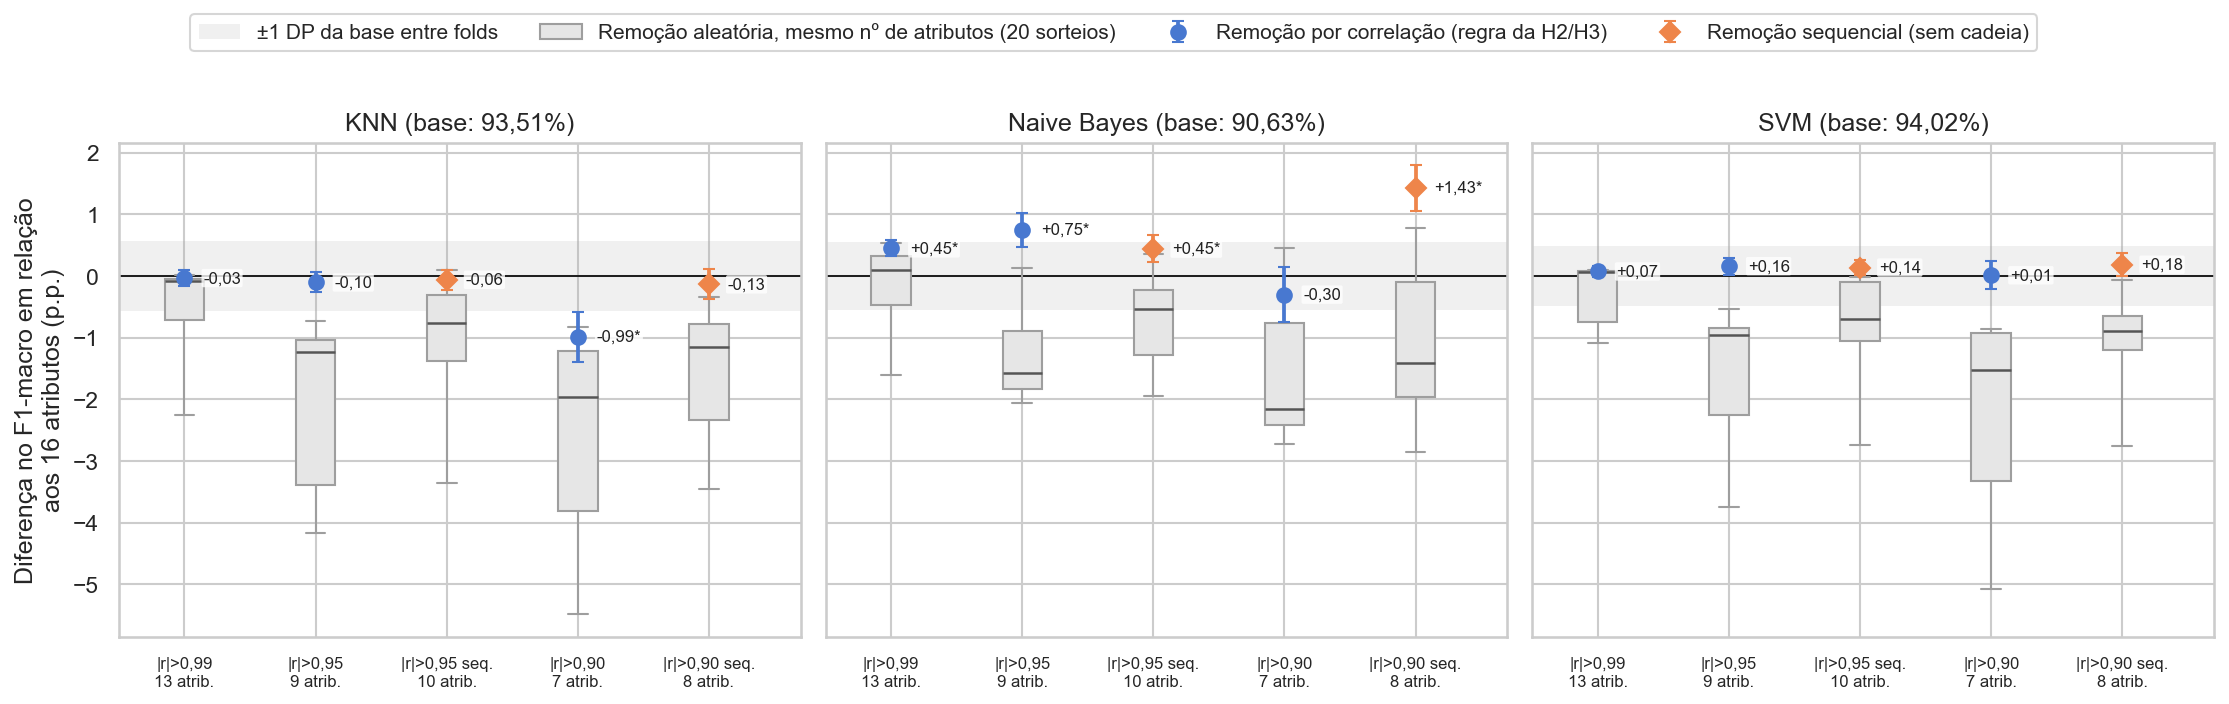 ±1 DP da base entre folds
Remoção aleatória, mesmo nº de atributos (20 sorteios)
Remoção por correlação (regra da H2/H3)
Remoção sequencial (sem cadeia)
Diferença no F1-macro em relação
aos 16 atributos (p.p.)
2
1
0
−1
−2
−3
−4
−5
KNN (base: 93,51%)
-0,03
-0,10
-0,06
-0,99*
-0,13
|r|>0,99
13 atrib.
|r|>0,95
9 atrib.
|r|>0,95 seq.
10 atrib.
|r|>0,90
7 atrib.
|r|>0,90 seq.
8 atrib.
Naive Bayes (base: 90,63%)
+0,45*
+0,75*
+0,45*
-0,30
+1,43*
|r|>0,99
13 atrib.
|r|>0,95
9 atrib.
|r|>0,95 seq.
10 atrib.
|r|>0,90
7 atrib.
|r|>0,90 seq.
8 atrib.
SVM (base: 94,02%)
+0,07
+0,16
+0,14
+0,01
+0,18
|r|>0,99
13 atrib.
|r|>0,95
9 atrib.
|r|>0,95 seq.
10 atrib.
|r|>0,90
7 atrib.
|r|>0,90 seq.
8 atrib.